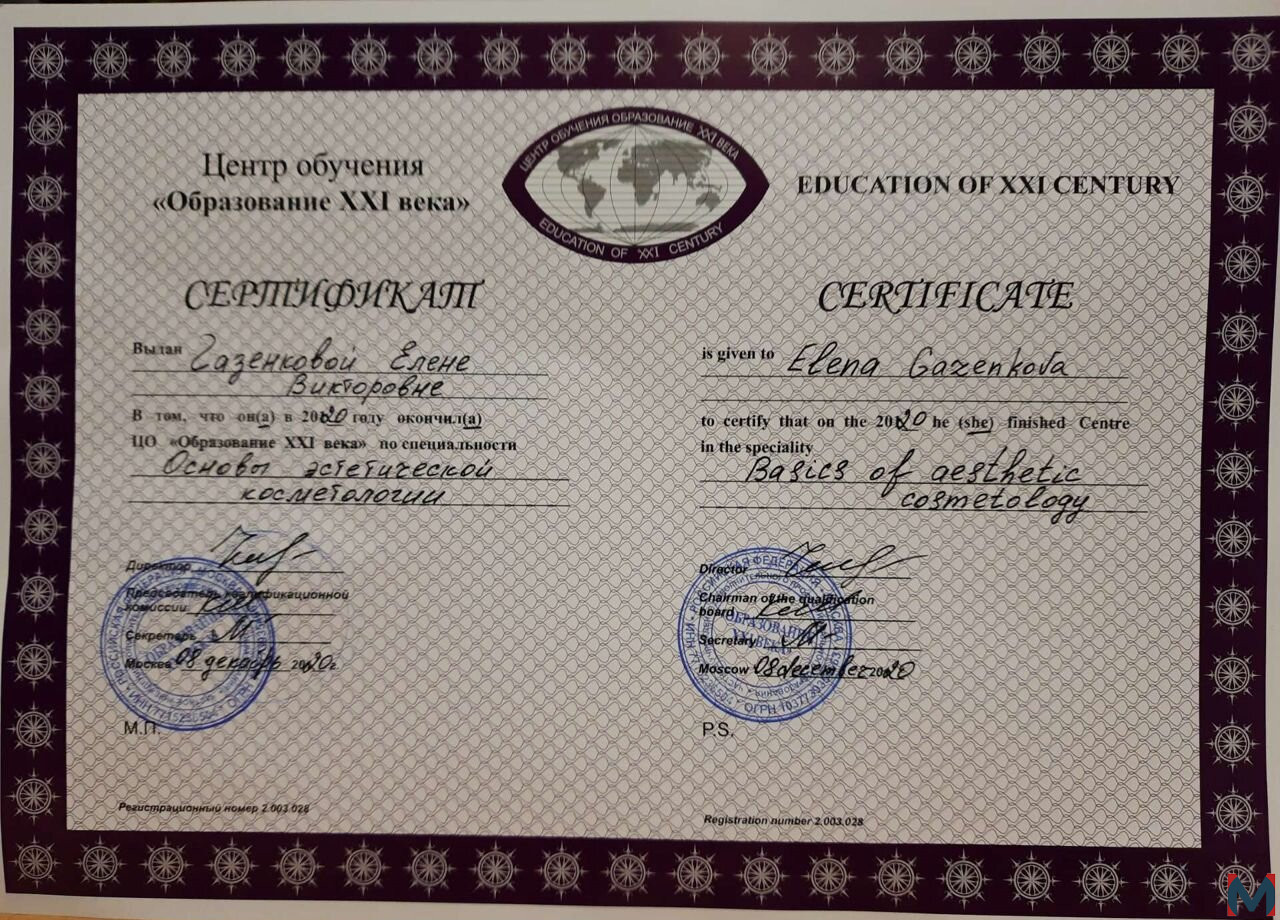 Центр обучения
«Образование XXI века»
ЦЕНТР ОБУЧЕНИЯ ОБРАЗОВАНИЕ XXI ВЕКА
EDUCATION OF XXI CENTURY
EDUCATION OF XXI CENTURY
СЕРТИФИКАТ
Выдан Газенковой Елене
Викторовне
В том, что он(а) в 2020 году окончил(а)
ЦО «Образование XXI века» по специальности
Основы эстетической
косметологии
Директор
Председатель квалификационной
комиссии
Секретарь
Москва 08 декабрь 2020г.
М.П.
Регистрационный номер 2.003.028
CERTIFICATE
is given to Elena Gazenkova
to certify that on the 2020 he (she) finished Centre
in the speciality
Basics of aesthetic
cosmetology
Director
Chairman of the qualification
board
Secretary
Moscow 08 december 2020
P.S.
Registration number 2.003.028
ОБРАЗОВАНИЕ
XXI ВЕКА
M